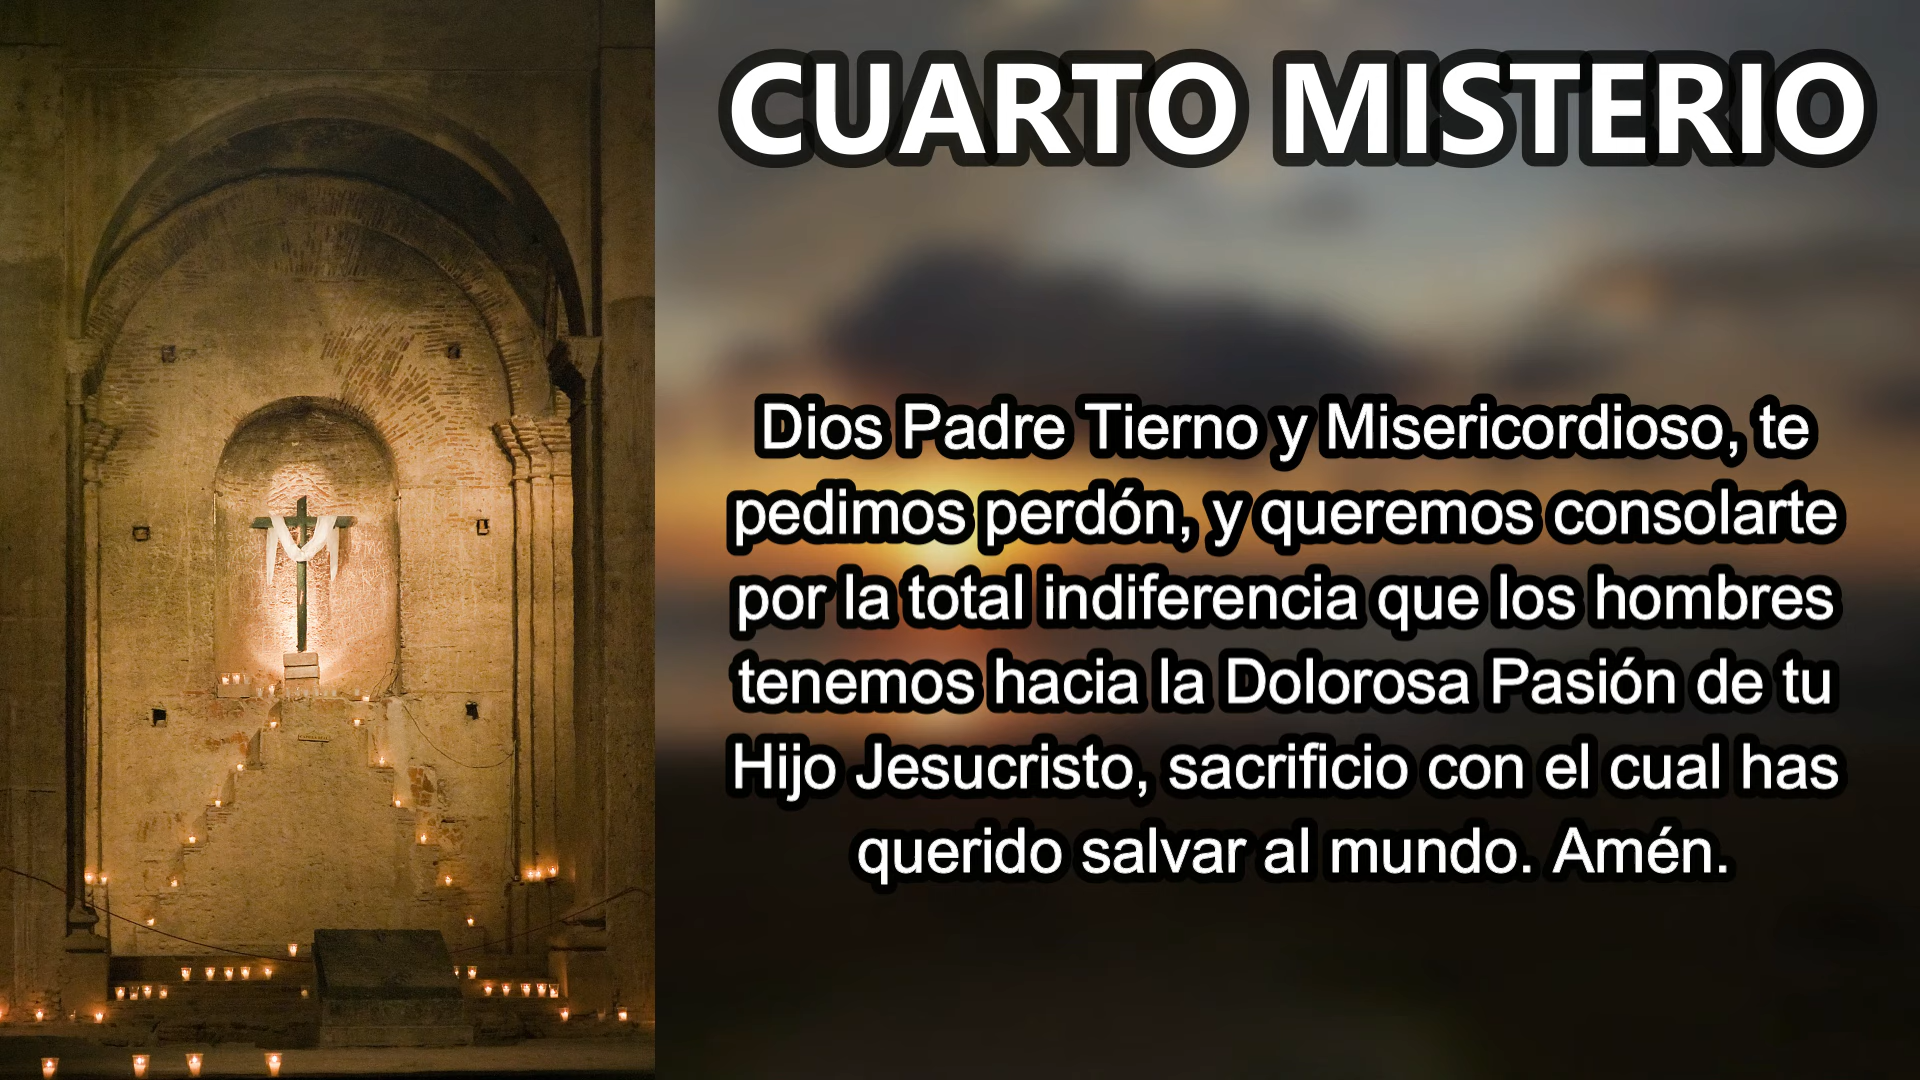 CUARTO MISTERIO
Dios Padre Tierno y Misericordioso, te
pedimos perdón, y queremos consolarte
por la total indiferencia que los hombres
tenemos hacia la Dolorosa Pasión de tu
Hijo Jesucristo, sacrificio con el cual has
querido salvar al mundo. Amén.